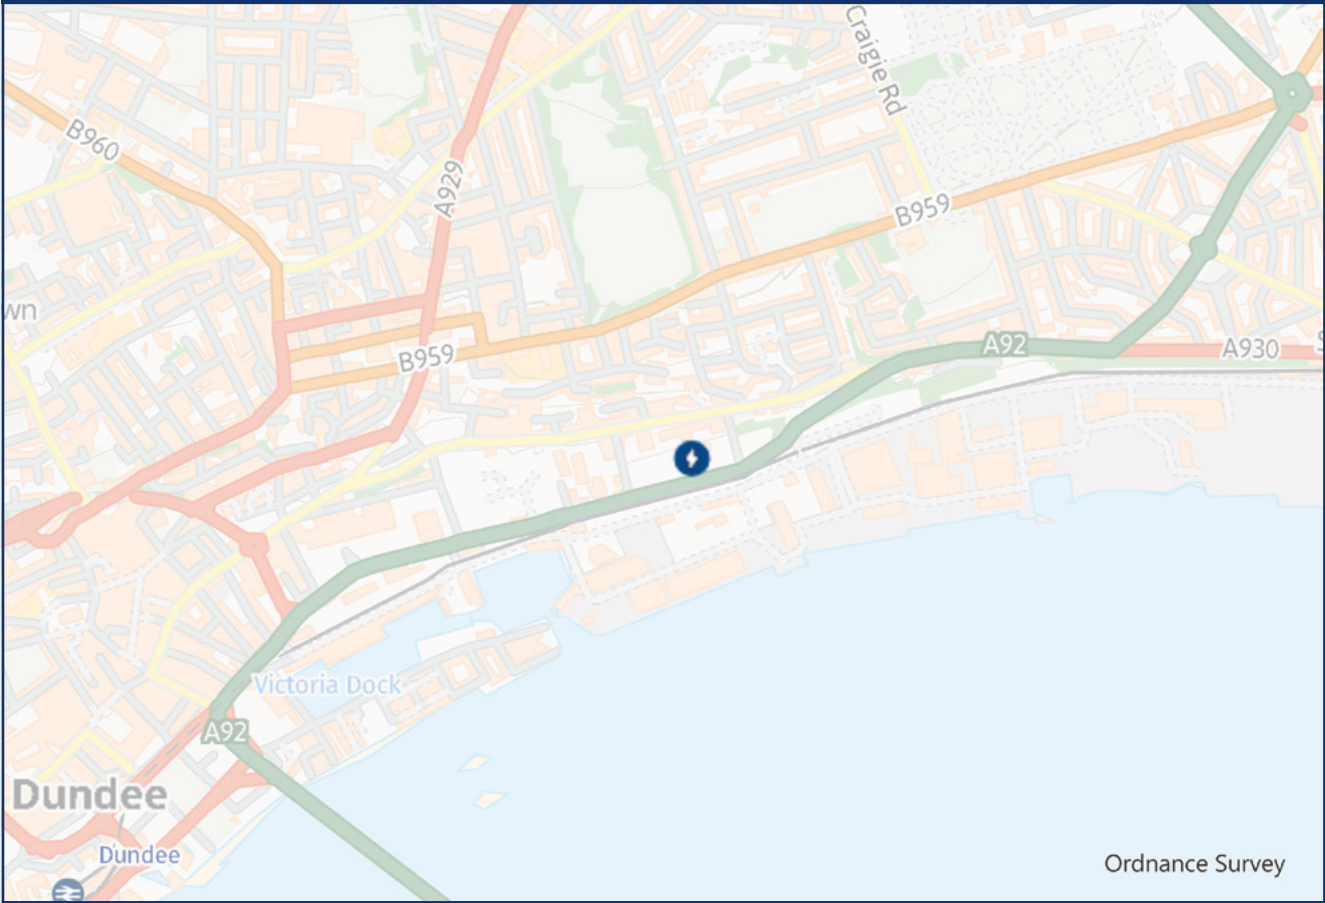 Craigie Rd
B960
A929
B959
wn
A92
A930
S
B959
Victoria Dock
A92
Dundee
Dundee
Ordnance Survey